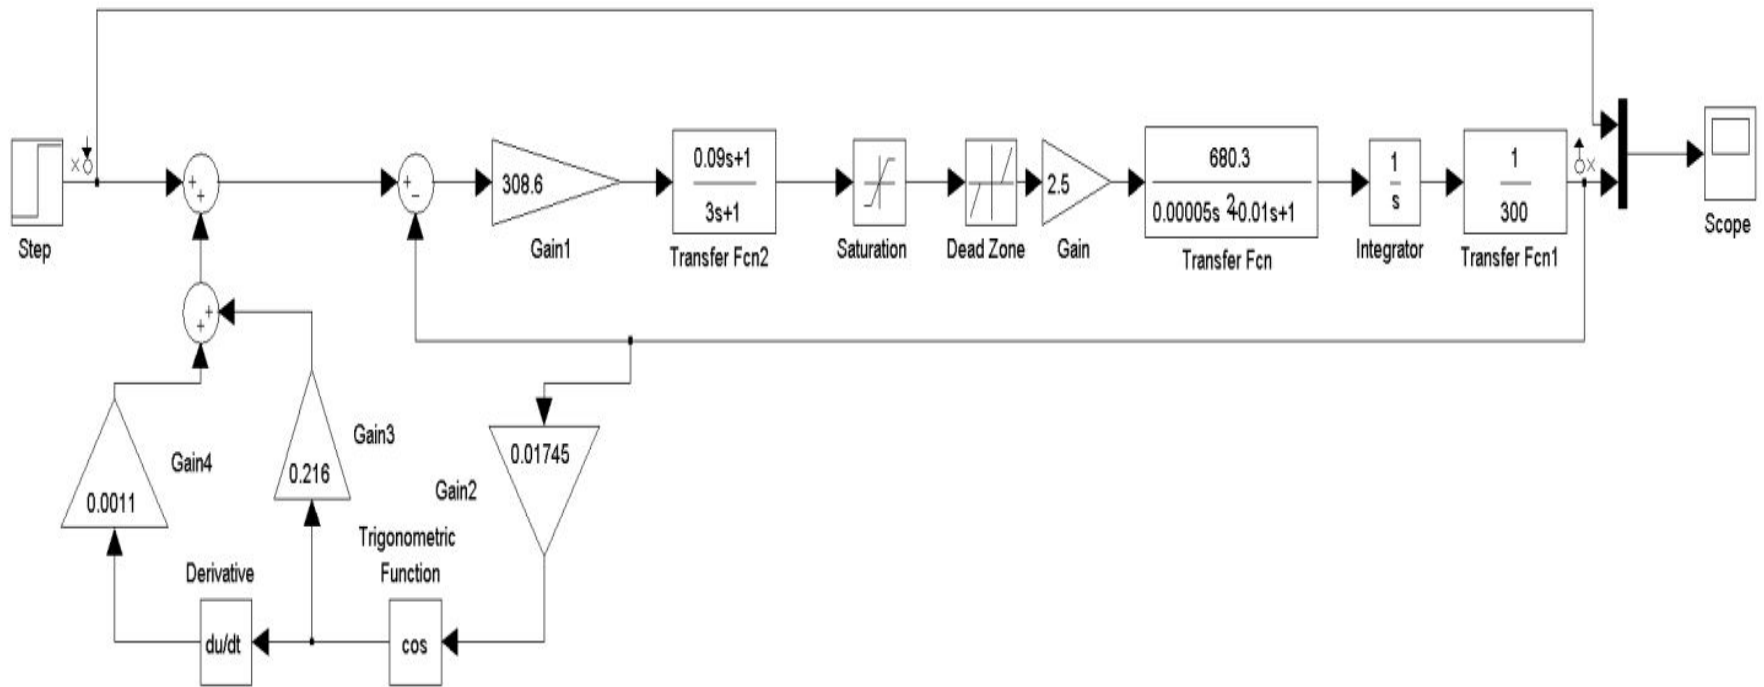 x
Step
+
+
+
−
308.6
Gain1
0.09s+1
3s+1
Transfer Fcn2
Saturation
Dead Zone
2.5
Gain
680.3
0.00005s 2+0.01s+1
Transfer Fcn
1
s
Integrator
1
300
Transfer Fcn1
x
Scope
+
+
0.0011
Gain4
0.216
Gain3
0.01745
Gain2
Trigonometric
Function
cos
Derivative
du/dt